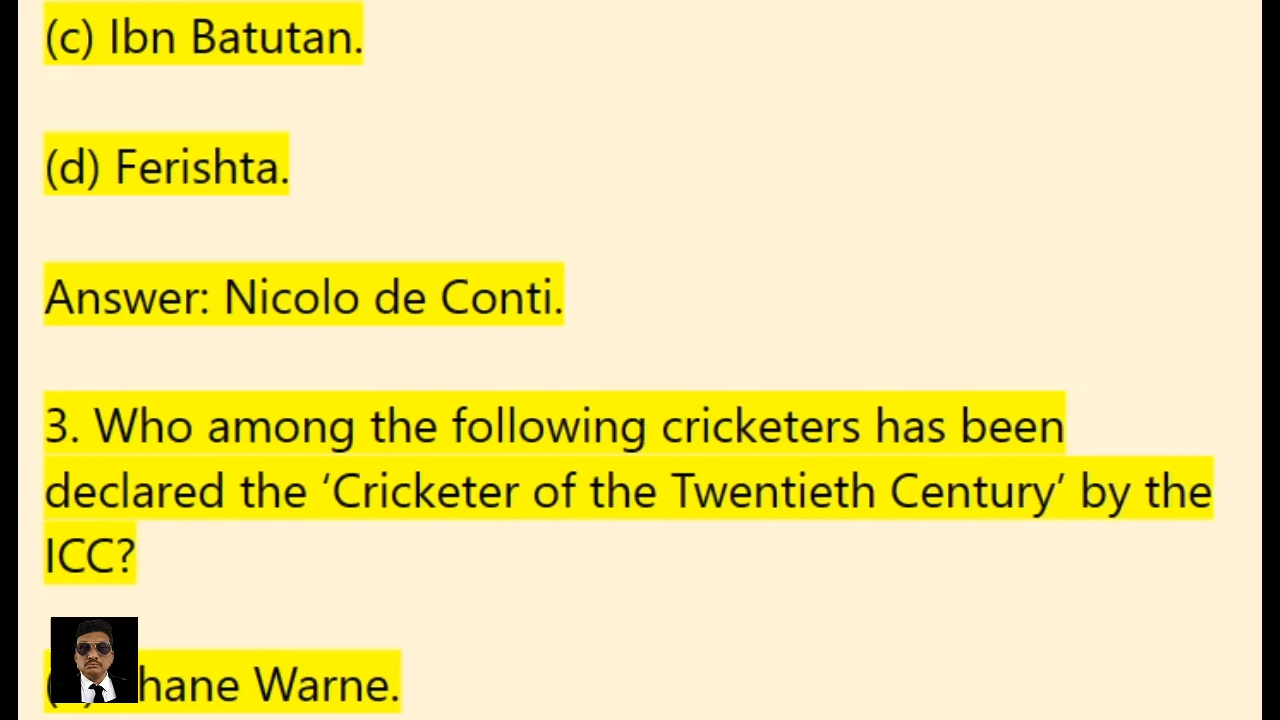 (c) Ibn Batutan.
(d) Ferishta.
Answer: Nicolo de Conti.
3. Who among the following cricketers has been
declared the ‘Cricketer of the Twentieth Century’ by the
ICC?
Warne.